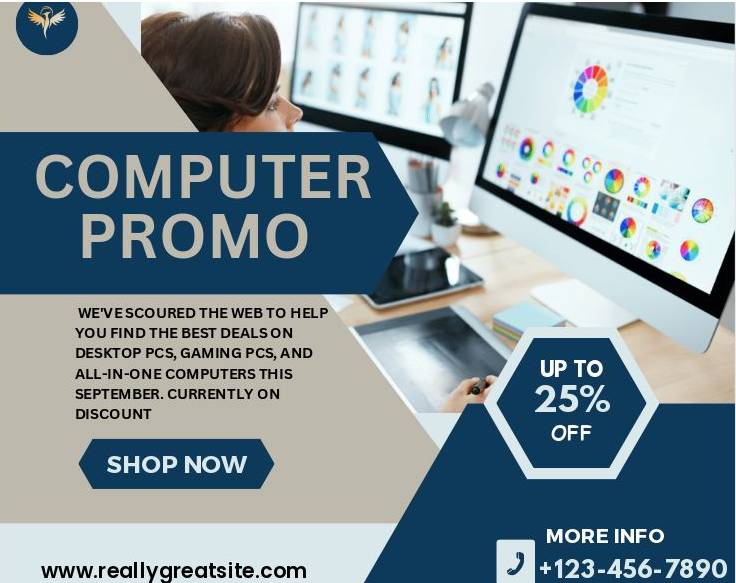 COMPUTER
PROMO
WE'VE SCOURED THE WEB TO HELP
YOU FIND THE BEST DEALS ON
DESKTOP PCS, GAMING PCS, AND
ALL-IN-ONE COMPUTERS THIS
SEPTEMBER. CURRENTLY ON
DISCOUNT
SHOP NOW
UP TO
25%
OFF
MORE INFO
+123-456-7890
www.reallygreatsite.com